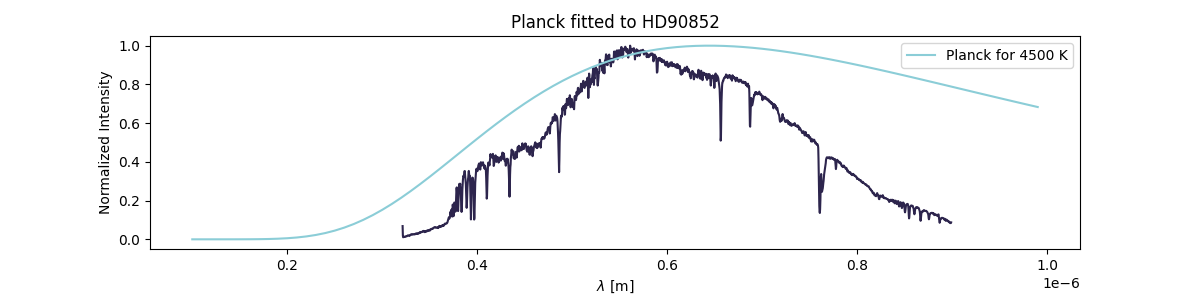 Planck fitted to HD90852
Planck for 4500 K
Normalized Intensity
1.0
0.8
0.6
0.4
0.2
0.0
0.2
0.4
0.6
0.8
1.0
1e−6
λ [m]